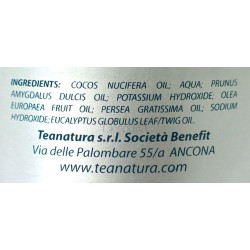 INGREDIENTS: COCOS NUCIFERA OIL; AQUA; PRUNUS
AMYGDALUS DULCIS OIL; POTASSIUM HYDROXIDE; OLEA
EUROPAEA FRUIT OIL; PERSEA GRATISSIMA OIL; SODIUM
HYDROXIDE; EUCALYPTUS GLOBULUS LEAF/TWIG OIL.
Teanatura s.r.l. Società Benefit
Via delle Palombare 55/a ANCONA
www.teanatura.com